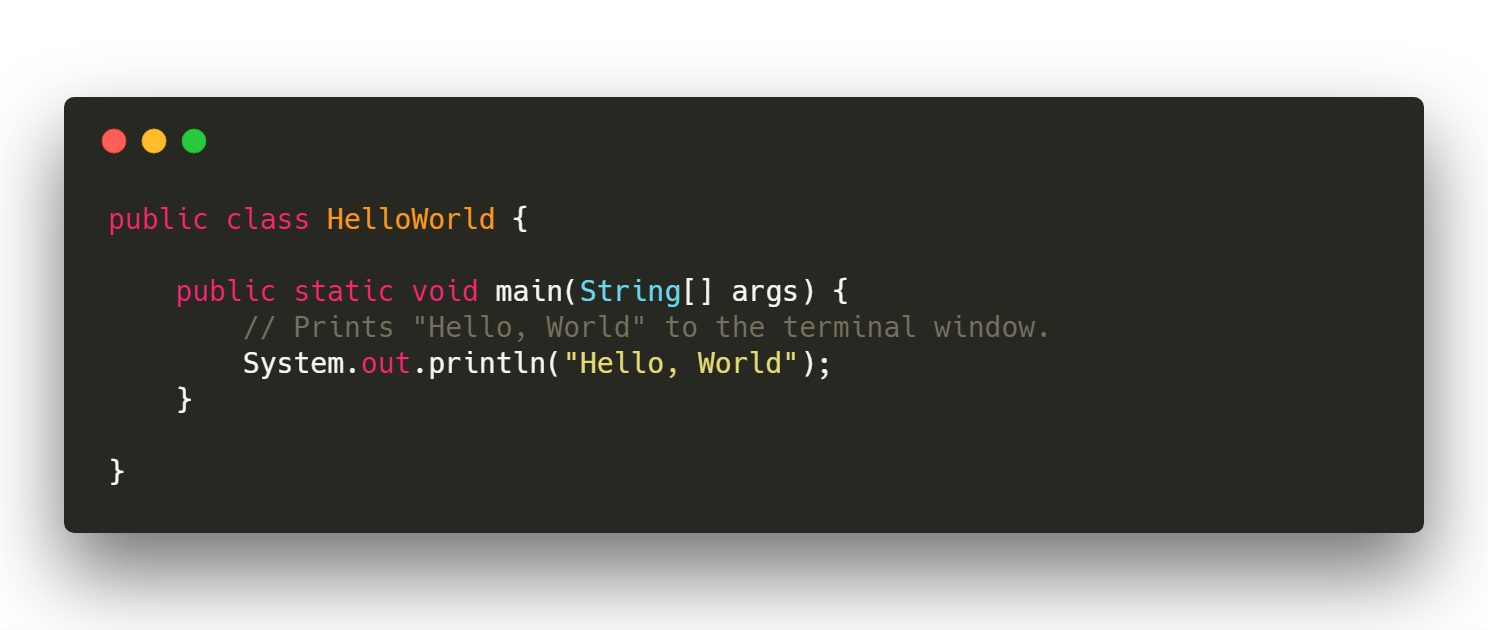 public class HelloWorld {
    public static void main(String[] args) {
        // Prints "Hello, World" to the terminal window.
        System.out.println("Hello, World");
    }
}